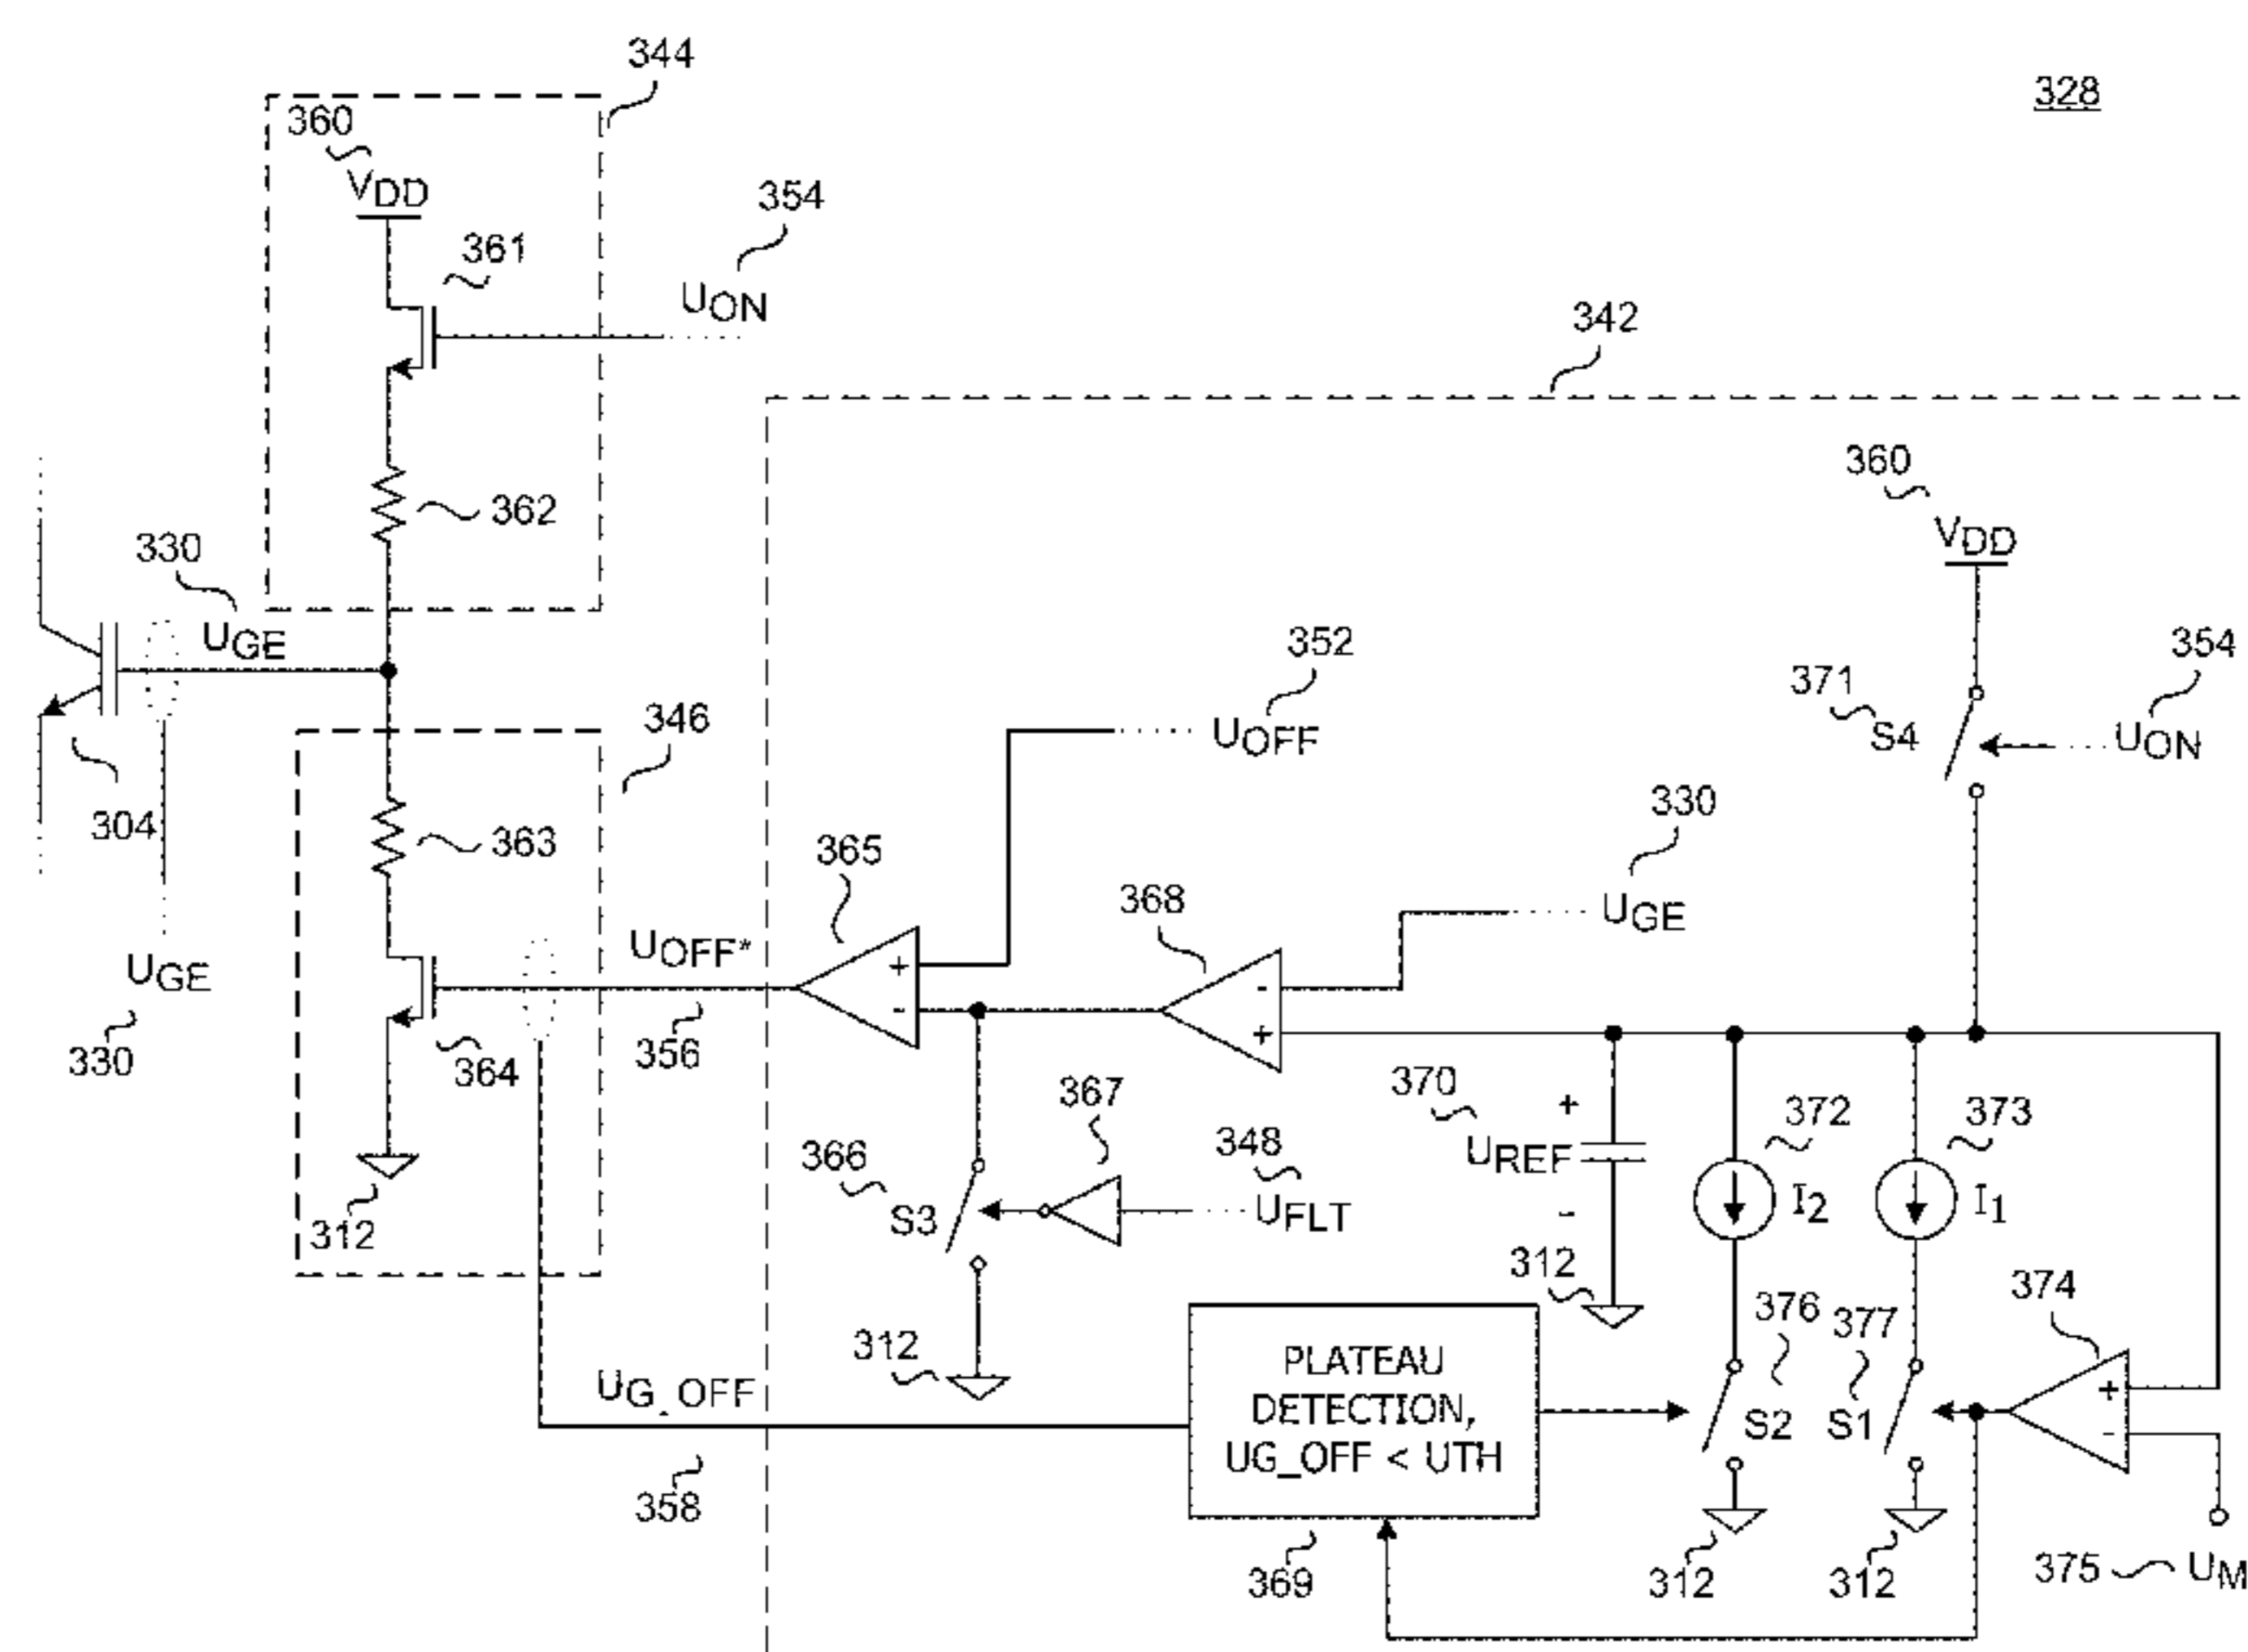 344
328
360
VDD
354
361
UON
342
362
360
VDD
330
UGE
352
UOFF
371
S4
354
UON
346
304
363
365
368
330
UGE
+
-
-
+
UOFF*
UGE
330
364
356
370
+
UREF
-
372
I2
373
I1
367
348
UFLT
366
S3
312
312
312
374
376
377
+
-
S2
S1
PLATEAU
DETECTION,
UG_OFF < UTH
UG_OFF
358
369
312
312
375
UM